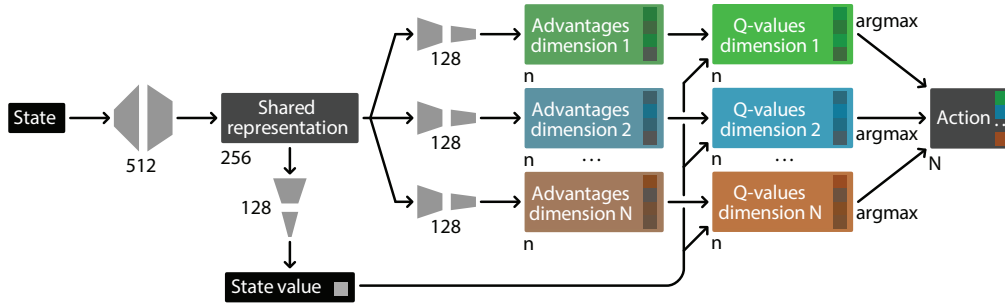 State
512
Shared
representation
256
128
State value
128
128
128
Advantages
dimension 1
n
Advantages
dimension 2
n
...
Advantages
dimension N
n
Q-values
dimension 1
n
Q-values
dimension 2
n
...
Q-values
dimension N
n
argmax
argmax
argmax
Action
...
N